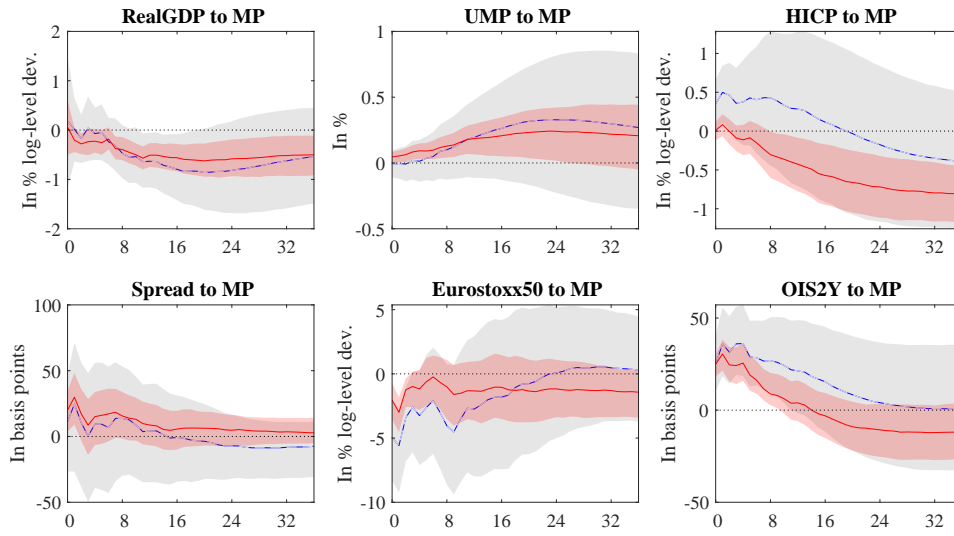 RealGDP to MP
In % log-level dev.
2
1
0
-1
-2
0 8 16 24 32
UMP to MP
In %
1
0.5
0
-0.5
0 8 16 24 32
HICP to MP
In % log-level dev.
1
0.5
0
-0.5
-1
0 8 16 24 32
Spread to MP
In basis points
100
50
0
-50
0 8 16 24 32
Eurostoxx50 to MP
In % log-level dev.
5
0
-5
-10
0 8 16 24 32
OIS2Y to MP
In basis points
50
0
-50
0 8 16 24 32